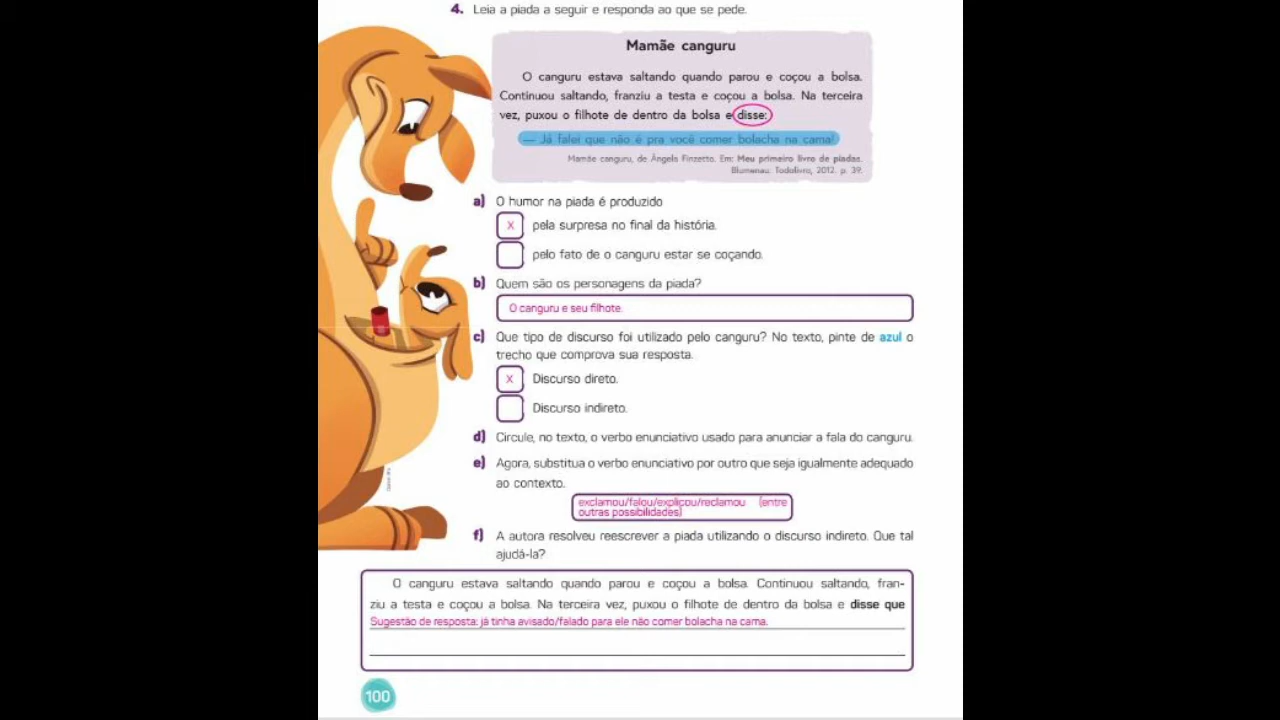 4. Leia a piada a seguir e responda ao que se pede.
Mamãe canguru
O canguru estava saltando quando parou e coçou a bolsa.
Continuou saltando, franziu a testa e coçou a bolsa. Na terceira
vez, puxou o filhote de dentro da bolsa e disse:
— Já falei que não é pra você comer bolacha na cama!
Mamãe canguru, de Ângela Finzetto. Em: Meu primeiro livro de piadas.
Blumenau: Todolivro, 2012. p. 39.
a) O humor na piada é produzido
x pela surpresa no final da história.
pelo fato de o canguru estar se coçando.
b) Quem são os personagens da piada?
O canguru e seu filhote.
c) Que tipo de discurso foi utilizado pelo canguru? No texto, pinte de azul o
trecho que comprova sua resposta.
x Discurso direto.
Discurso indireto.
d) Circule, no texto, o verbo enunciativo usado para anunciar a fala do canguru.
e) Agora, substitua o verbo enunciativo por outro que seja igualmente adequado
ao contexto.
exclamou/falou/explicou/reclamou (entre
outras possibilidades)
f) A autora resolveu reescrever a piada utilizando o discurso indireto. Que tal
ajudá-la?
O canguru estava saltando quando parou e coçou a bolsa. Continuou saltando, fran-
ziu a testa e coçou a bolsa. Na terceira vez, puxou o filhote de dentro da bolsa e disse que
Sugestão de resposta: já tinha avisado/falado para ele não comer bolacha na cama.
100